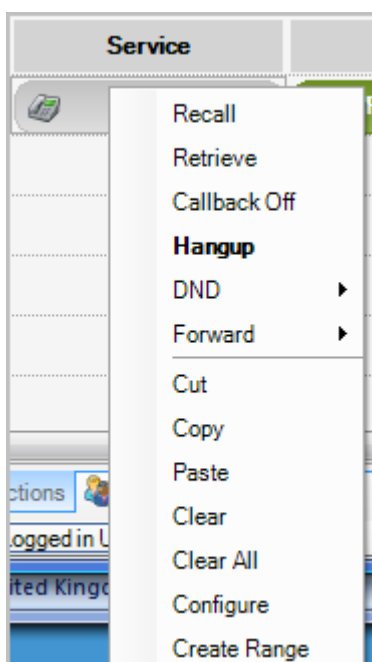 Service
Recall
Retrieve
Callback Off
Hangup
DND
Forward
Cut
Copy
Paste
ctions
Clear
ogged in U
Clear All
ited Kingd
Configure
Create Range